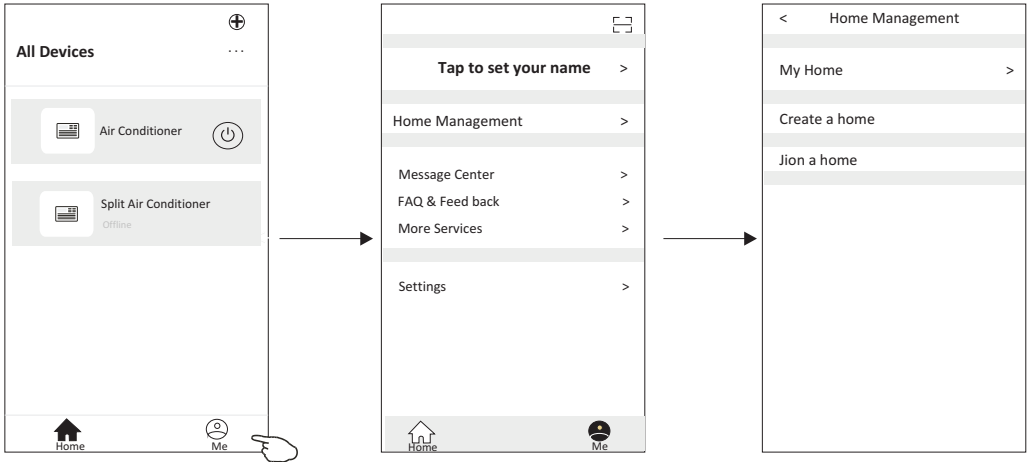 All Devices
...
Air Conditioner
Split Air Conditioner
Offline
Home
Me
Tap to set your name >
Home Management >
Message Center >
FAQ & Feed back >
More Services >
Settings >
Home
Me
< Home Management
My Home >
Create a home
Jion a home